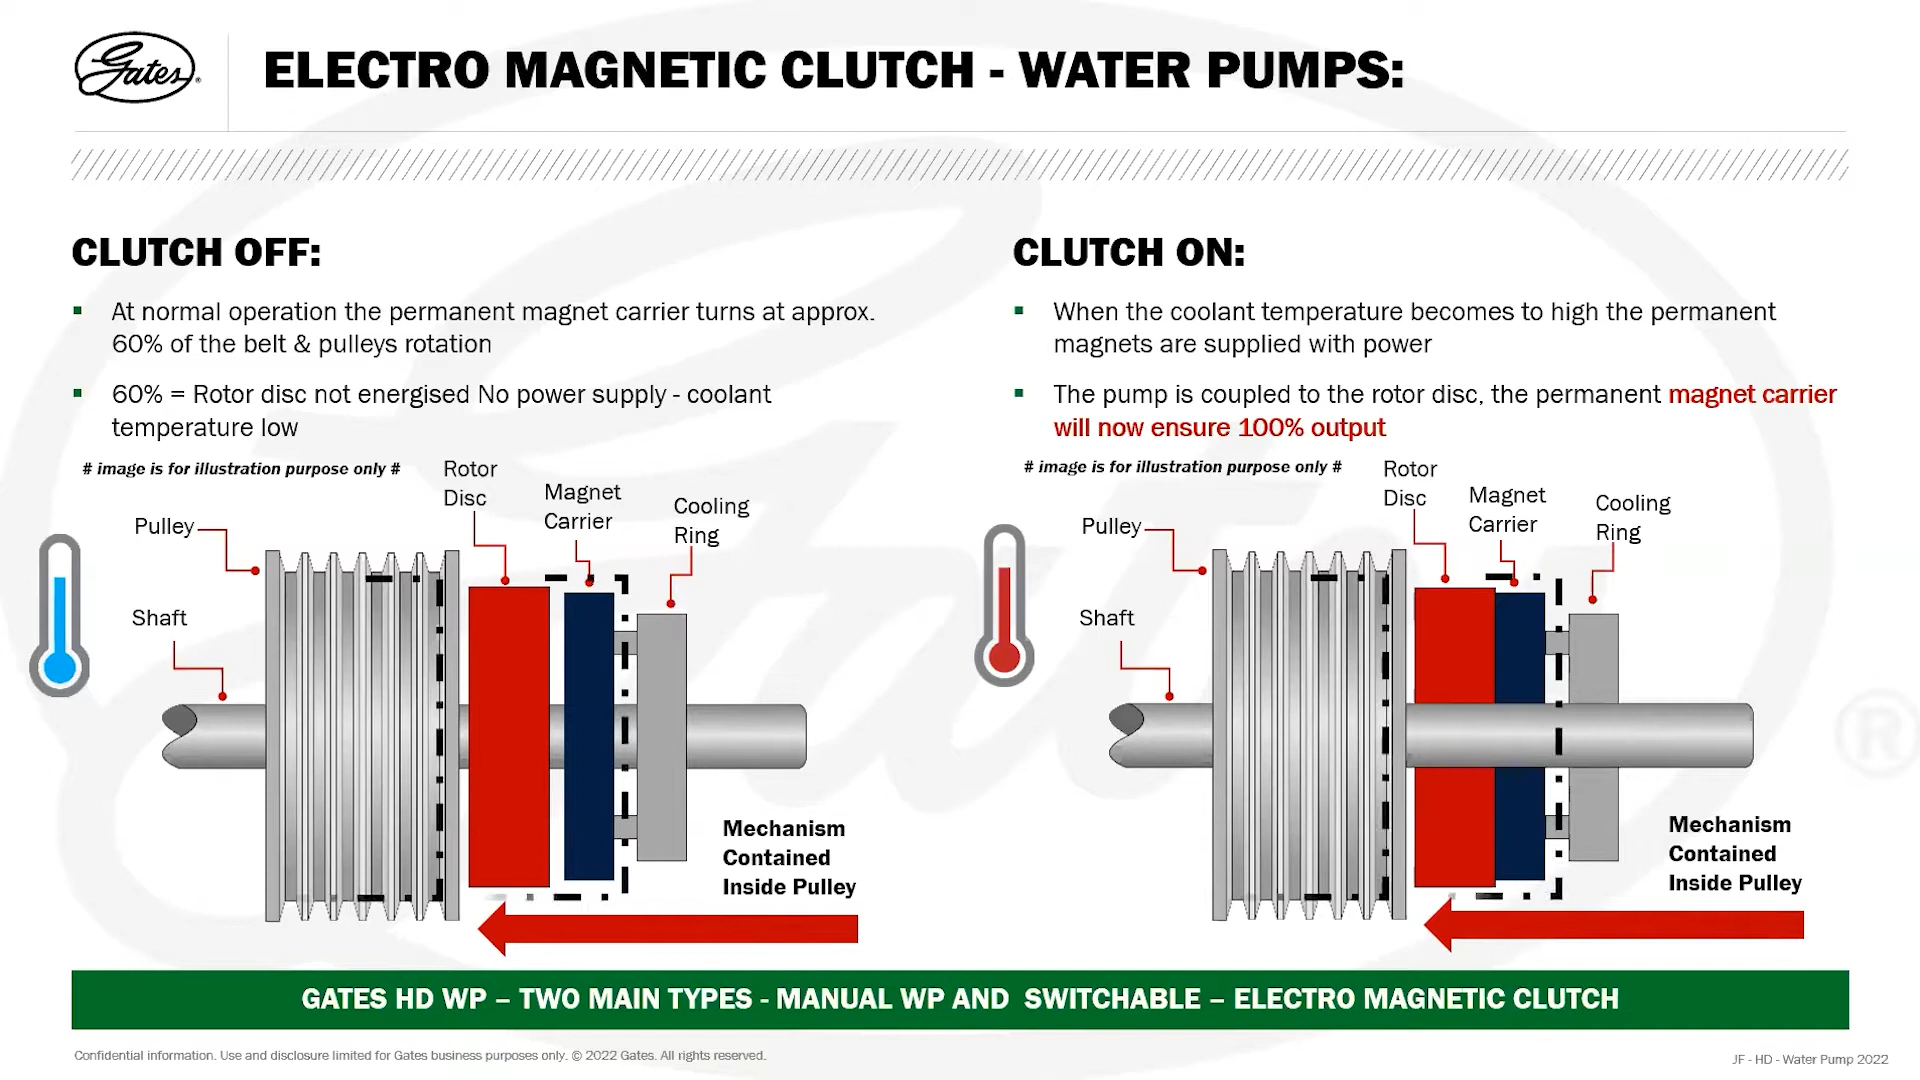 Gates®
ELECTRO MAGNETIC CLUTCH - WATER PUMPS:
CLUTCH OFF:
At normal operation the permanent magnet carrier turns at approx.
60% of the belt & pulleys rotation
60% = Rotor disc not energised No power supply - coolant
temperature low
# image is for illustration purpose only #
Rotor
Disc
Magnet
Carrier
Cooling
Ring
Pulley
Shaft
Mechanism
Contained
Inside Pulley
CLUTCH ON:
When the coolant temperature becomes to high the permanent
magnets are supplied with power
The pump is coupled to the rotor disc, the permanent magnet carrier
will now ensure 100% output
# image is for illustration purpose only #
Rotor
Disc
Magnet
Carrier
Cooling
Ring
Pulley
Shaft
Mechanism
Contained
Inside Pulley
GATES HD WP – TWO MAIN TYPES - MANUAL WP AND SWITCHABLE – ELECTRO MAGNETIC CLUTCH
Confidential information. Use and disclosure limited for Gates business purposes only. © 2022 Gates. All rights reserved.
JF - HD - Water Pump 2022